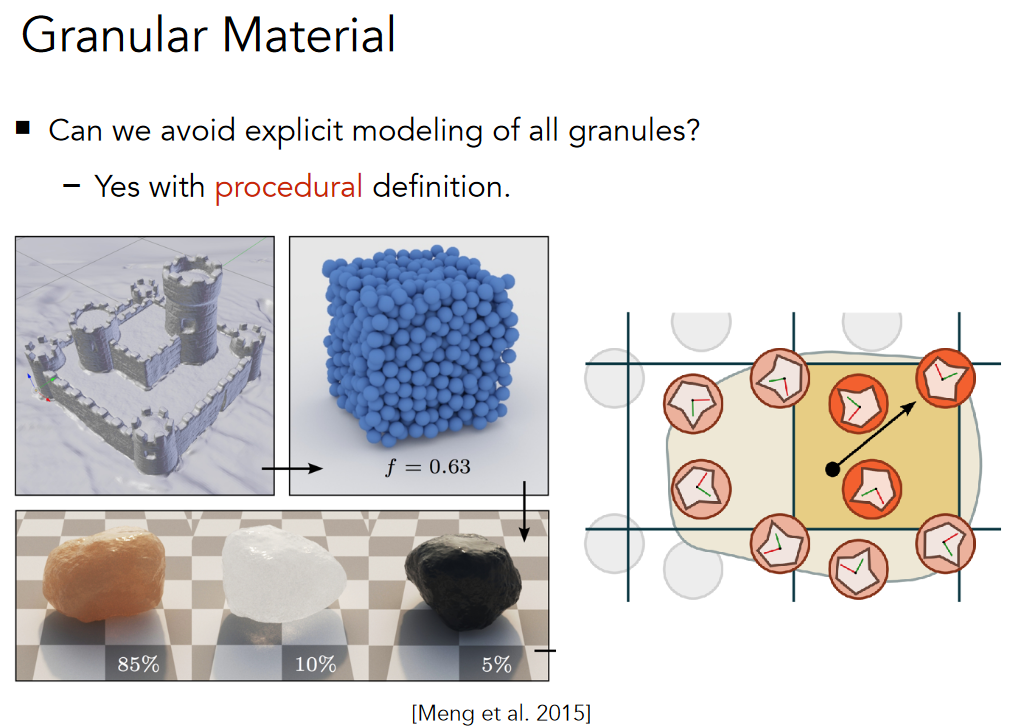 Granular Material
▪ Can we avoid explicit modeling of all granules?
– Yes with procedural definition.
f = 0.63
85%
10%
5%
[Meng et al. 2015]